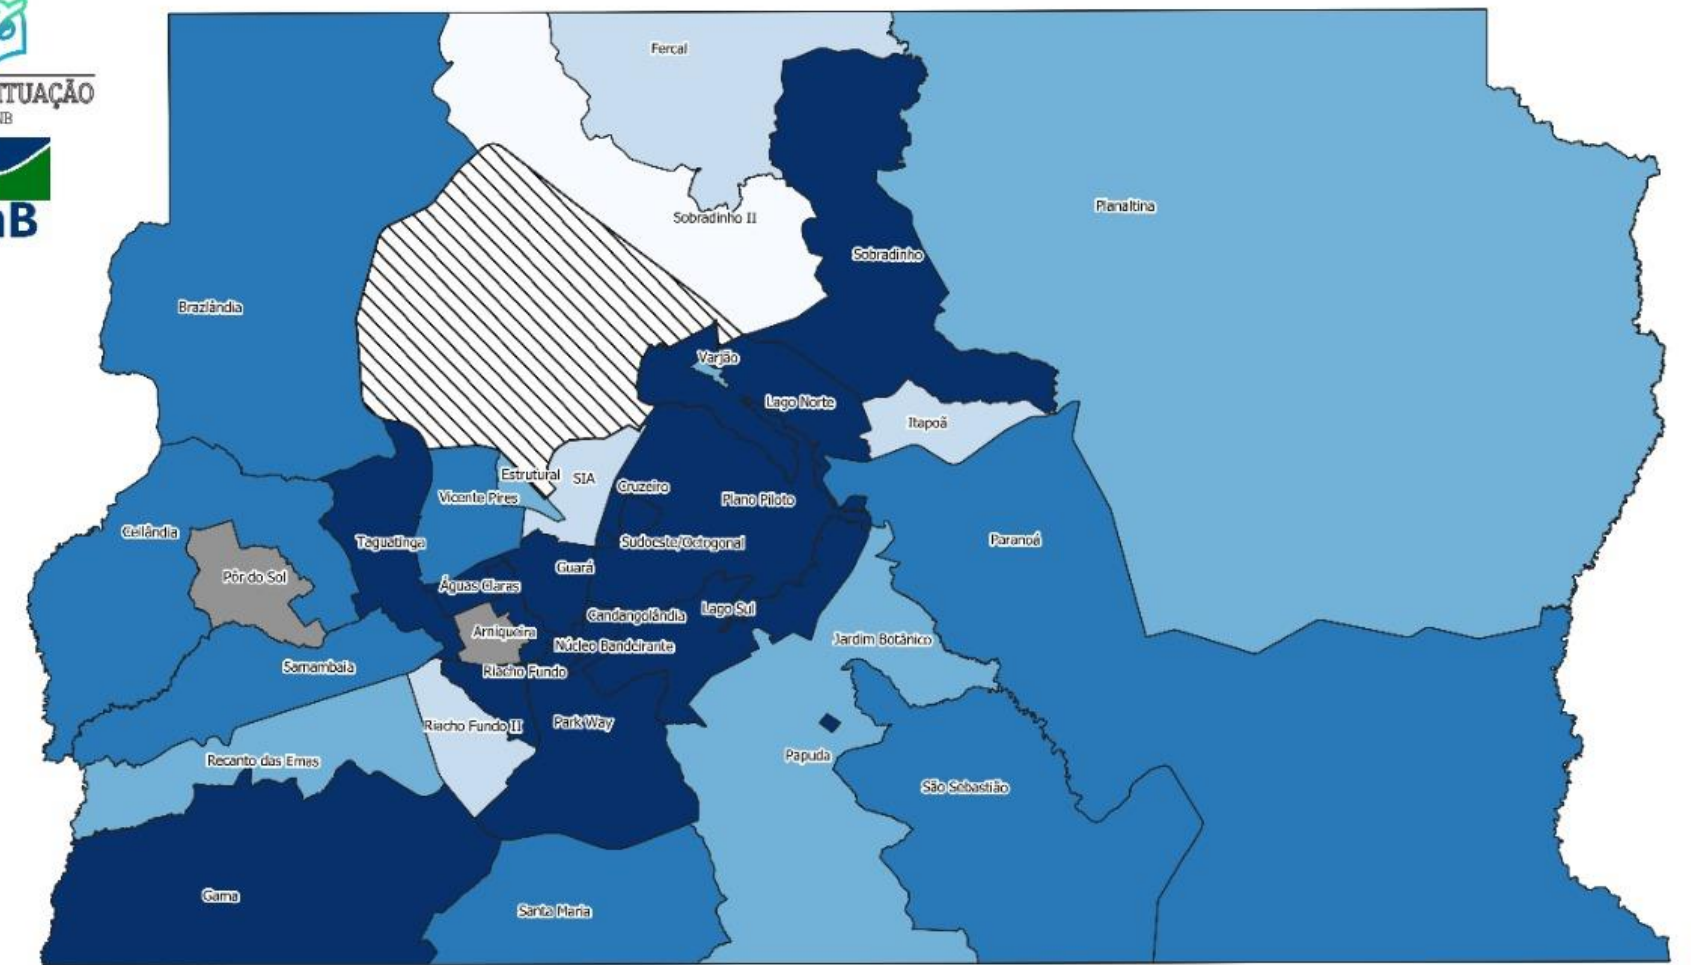 TUAÇÃO
NB
nB
Fercal
Planaltina
Sobradinho II
Sobradinho
Brazlândia
Varjão
Lago Norte
Itapoã
Estrutural
SIA
Cruzeiro
Vicente Pires
Plano Piloto
Ceilândia
Taguatinga
Sudoeste/Octogonal
Paranoá
Guará
Pôr do Sol
Águas Claras
Candangolândia
Lago Sul
Arniqueira
Jardim Botânico
Núcleo Bandeirante
Samambaia
Riacho Fundo
Riacho Fundo II
Park Way
Recanto das Emas
Papuda
São Sebastião
Gama
Santa Maria